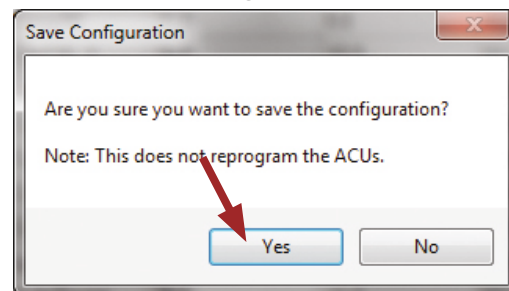 Save Configuration
Are you sure you want to save the configuration?
Note: This does not reprogram the ACUs.
Yes
No